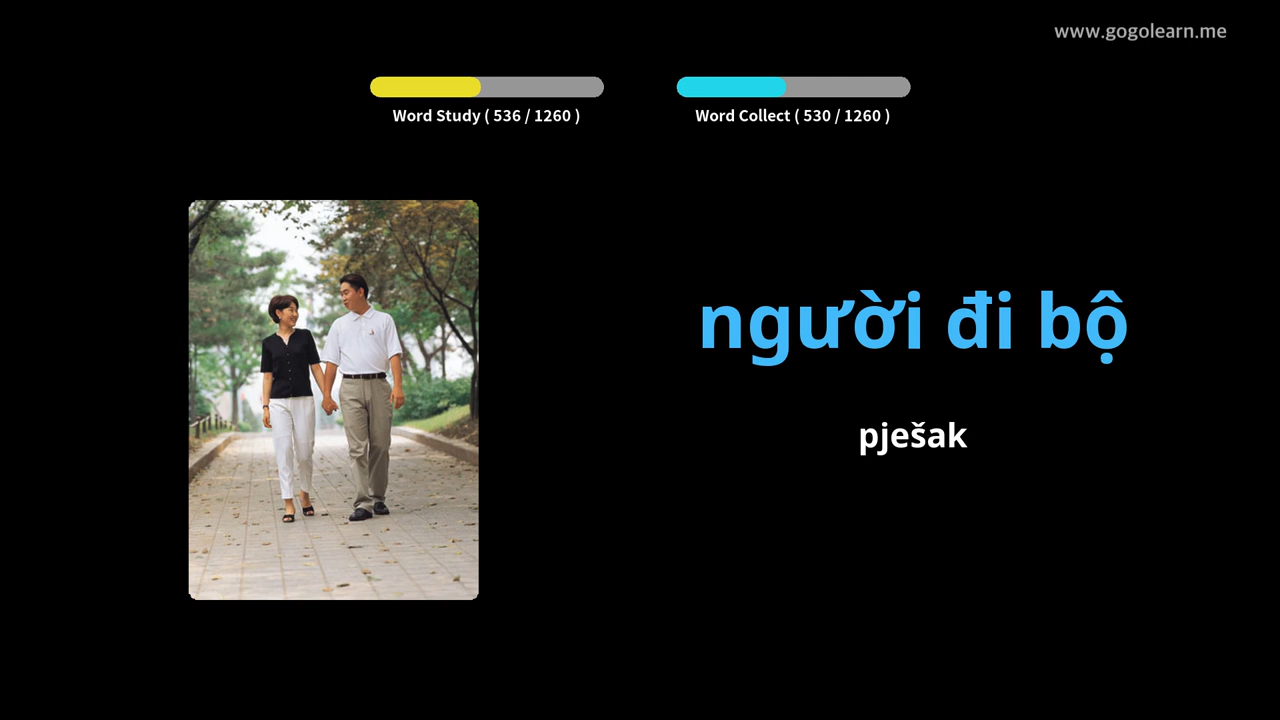 www.gogolearn.me
Word Study ( 536 / 1260 )
Word Collect ( 530 / 1260 )
người đi bộ
pješak